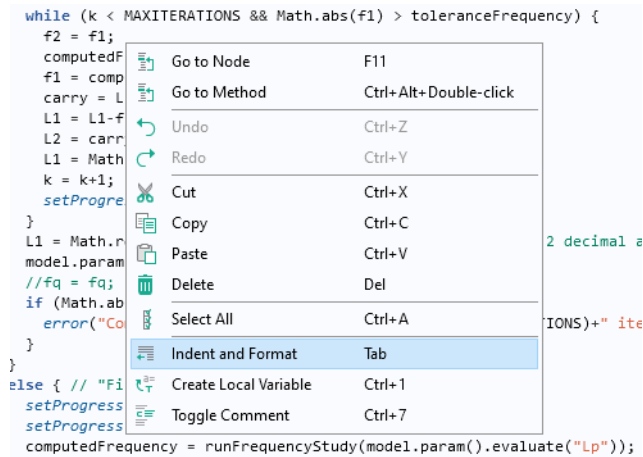 while (k < MAXITERATIONS && Math.abs(f1) > toleranceFrequency) {
f2 = f1;
computedF
f1 = comp
carry = L
L1 = L1-f
L2 = carr
L1 = Math
k = k+1;
setProgre
}
L1 = Math.r 2 decimal a
model.param
//fq = fq;
if (Math.ab
error("Co IONS)+" ite
}
}
else { // "Fi
setProgress
setProgress
computedFrequency = runFrequencyStudy(model.param().evaluate("Lp"));
Go to Node F11
Go to Method Ctrl+Alt+Double-click
Undo Ctrl+Z
Redo Ctrl+Y
Cut Ctrl+X
Copy Ctrl+C
Paste Ctrl+V
Delete Del
Select All Ctrl+A
Indent and Format Tab
Create Local Variable Ctrl+1
Toggle Comment Ctrl+7